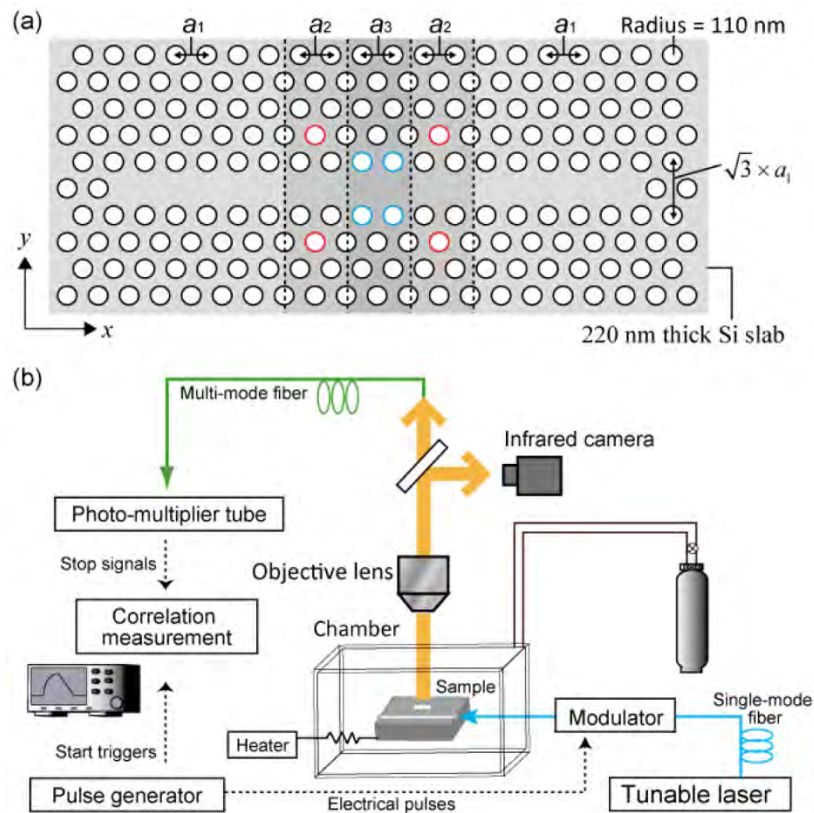 (a)
a1
a2
a3
a2
a1
Radius = 110 nm
√3 × a1
y
x
220 nm thick Si slab
(b)
Multi-mode fiber
Infrared camera
Photo-multiplier tube
Stop signals
Objective lens
Correlation
measurement
Chamber
Sample
Single-mode
fiber
Modulator
Heater
Start triggers
Pulse generator
Electrical pulses
Tunable laser